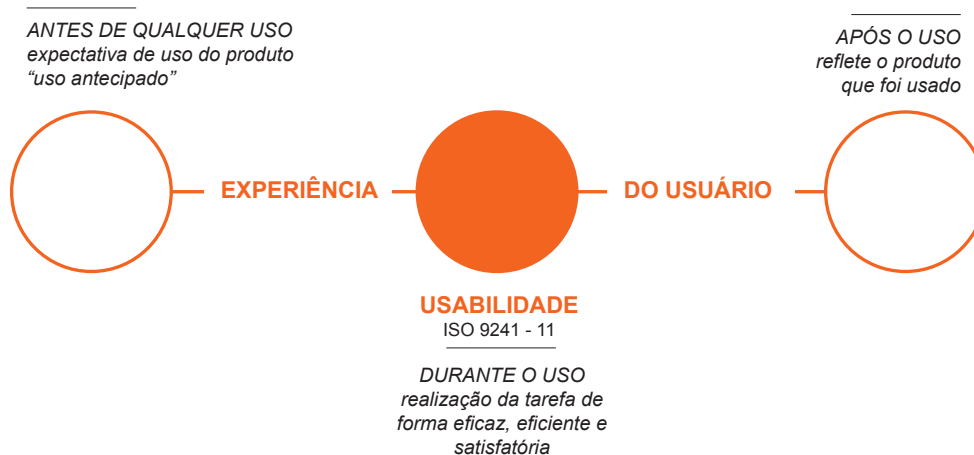 ANTES DE QUALQUER USO
expectativa de uso do produto
“uso antecipado”
APÓS O USO
reflete o produto
que foi usado
EXPERIÊNCIA
DO USUÁRIO
USABILIDADE
ISO 9241 - 11
DURANTE O USO
realização da tarefa de
forma eficaz, eficiente e
satisfatória